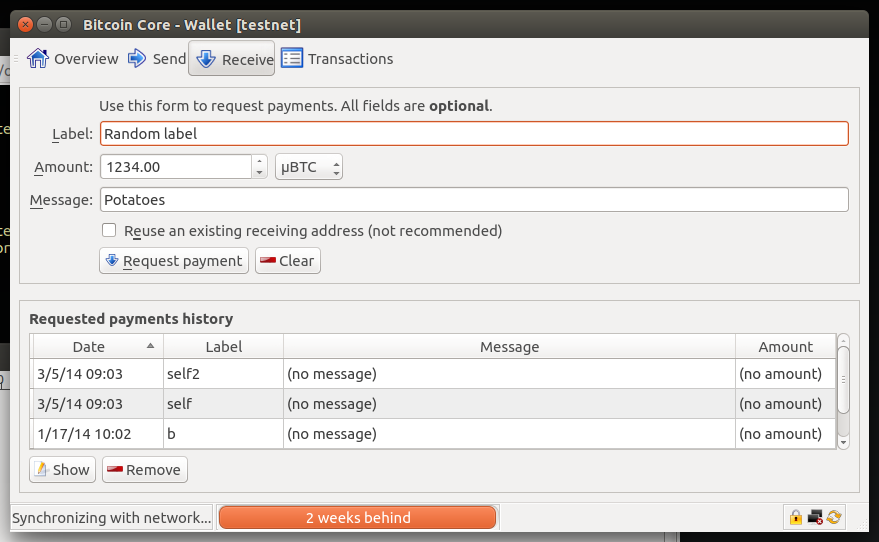 Bitcoin Core - Wallet [testnet]
Overview Send Receive Transactions
Use this form to request payments. All fields are optional.
Label: Random label
Amount: 1234.00 µBTC
Message: Potatoes
Reuse an existing receiving address (not recommended)
Request payment Clear
Requested payments history
Date Label Message Amount
3/5/14 09:03 self2 (no message) (no amount)
3/5/14 09:03 self (no message) (no amount)
1/17/14 10:02 b (no message) (no amount)
Show Remove
Synchronizing with network... 2 weeks behind